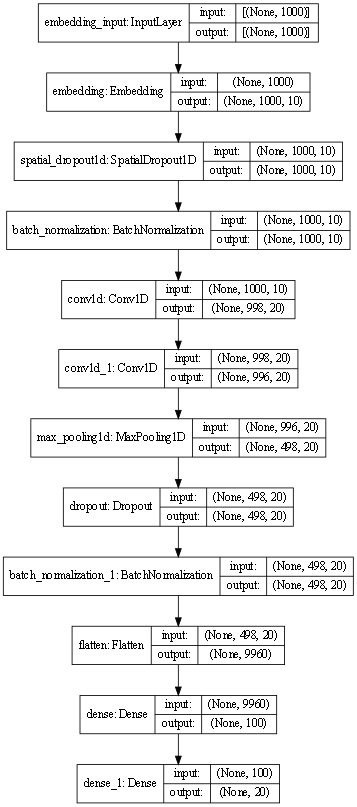 embedding_input: InputLayer input: [(None, 1000)]
output: [(None, 1000)]
embedding: Embedding input: (None, 1000)
output: (None, 1000, 10)
spatial_dropout1d: SpatialDropout1D input: (None, 1000, 10)
output: (None, 1000, 10)
batch_normalization: BatchNormalization input: (None, 1000, 10)
output: (None, 1000, 10)
conv1d: Conv1D input: (None, 1000, 10)
output: (None, 998, 20)
conv1d_1: Conv1D input: (None, 998, 20)
output: (None, 996, 20)
max_pooling1d: MaxPooling1D input: (None, 996, 20)
output: (None, 498, 20)
dropout: Dropout input: (None, 498, 20)
output: (None, 498, 20)
batch_normalization_1: BatchNormalization input: (None, 498, 20)
output: (None, 498, 20)
flatten: Flatten input: (None, 498, 20)
output: (None, 9960)
dense: Dense input: (None, 9960)
output: (None, 100)
dense_1: Dense input: (None, 100)
output: (None, 20)